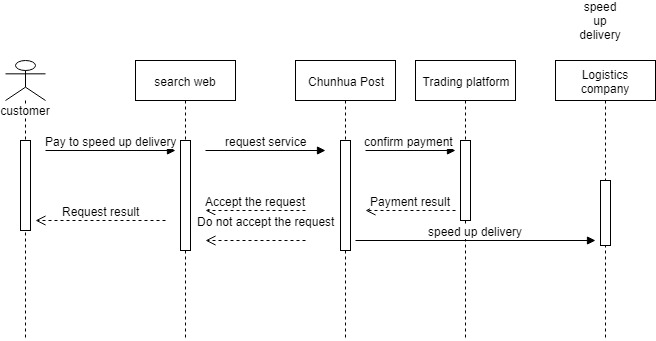 speed
up
delivery
customer
search web
Chunhua Post
Trading platform
Logistics
company
Pay to speed up delivery
request service
confirm payment
Accept the request
Payment result
Request result
Do not accept the request
speed up delivery